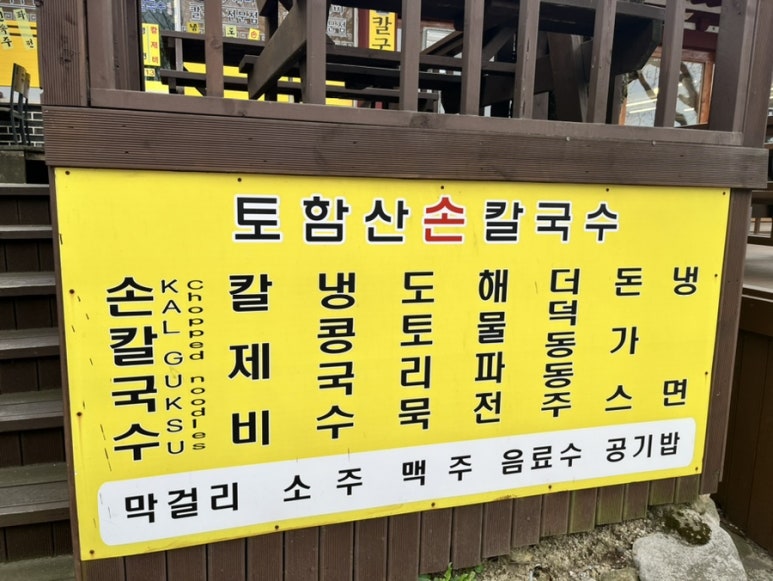 토함산손칼국수
손칼국수
KAL GUKSU
Chopped noodles
칼제비
냉콩국수
도토리묵
해물파전
더덕동동주
돈가스
냉면
막걸리 소주 맥주 음료수 공기밥